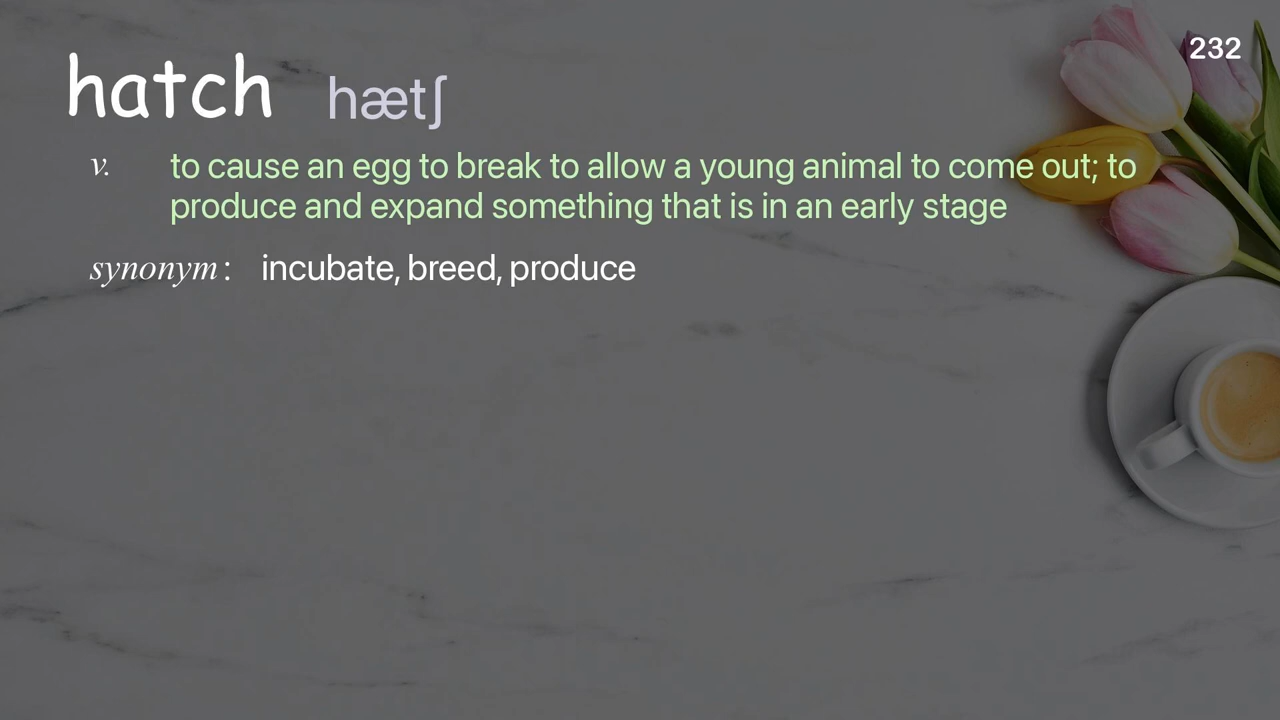 232
hatch hætʃ
v. to cause an egg to break to allow a young animal to come out; to
produce and expand something that is in an early stage
synonym: incubate, breed, produce